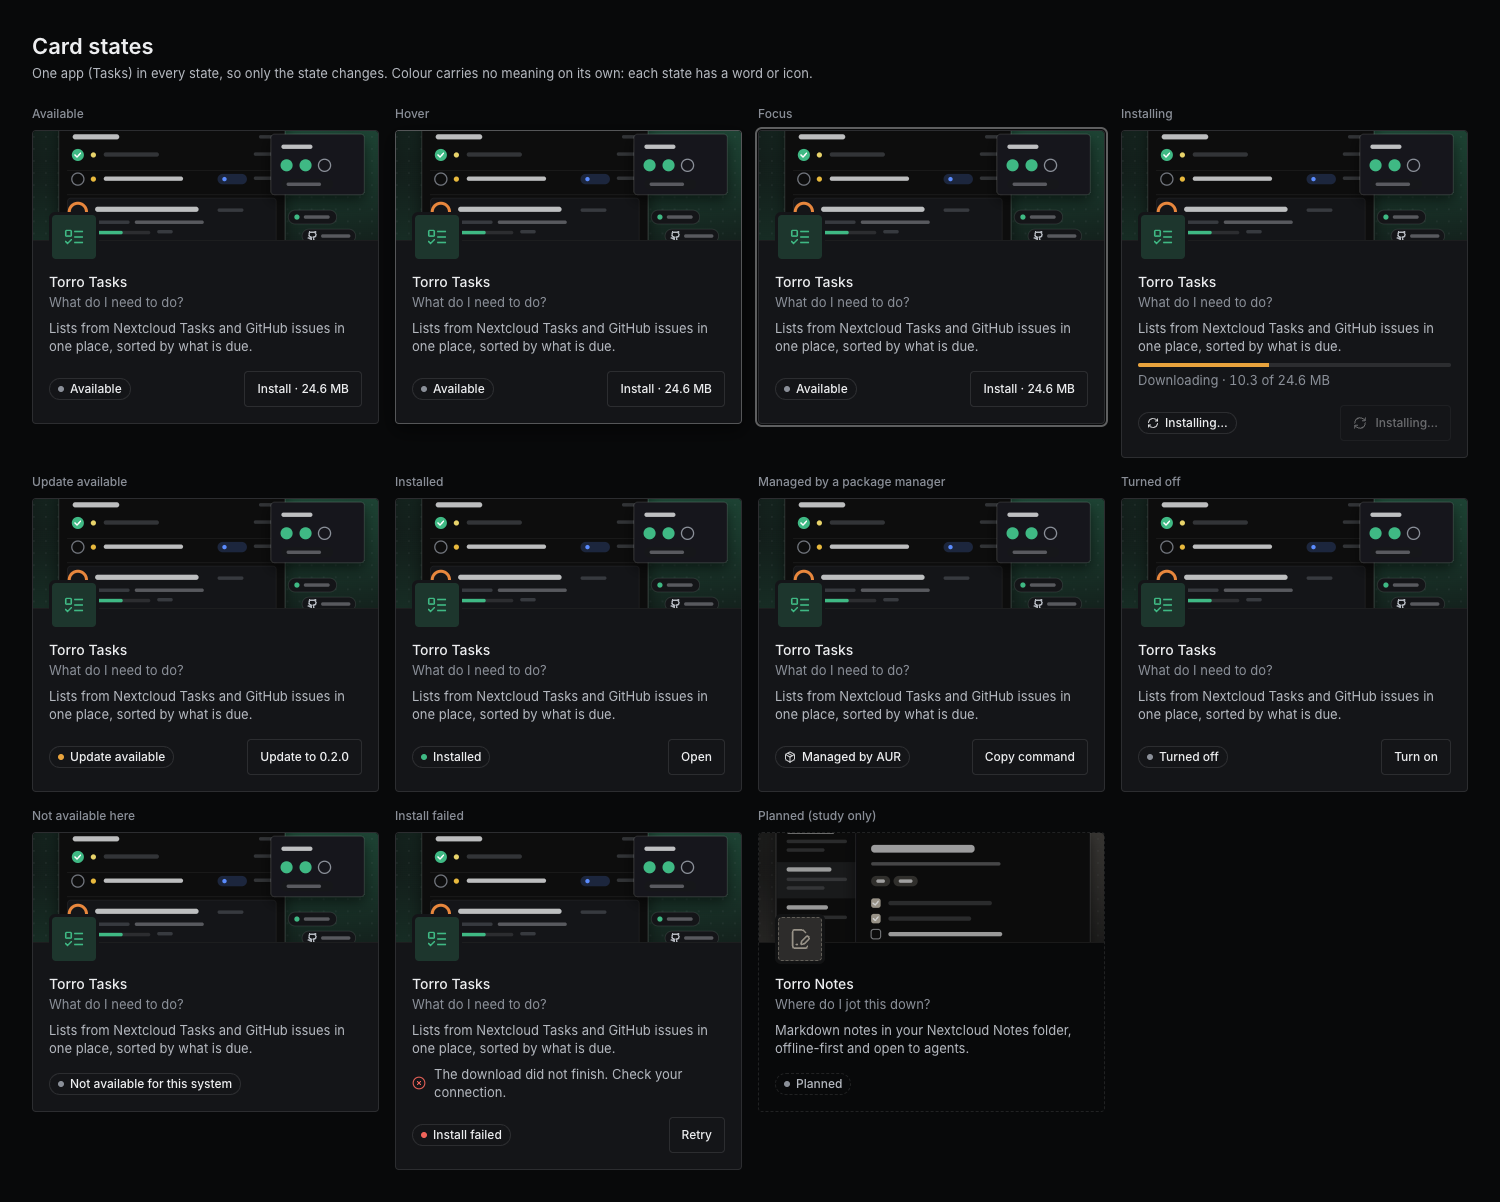 Card states
One app (Tasks) in every state, so only the state changes. Colour carries no meaning on its own: each state has a word or icon.
Available
Torro Tasks
What do I need to do?
Lists from Nextcloud Tasks and GitHub issues in
one place, sorted by what is due.
Available
Install · 24.6 MB
Hover
Torro Tasks
What do I need to do?
Lists from Nextcloud Tasks and GitHub issues in
one place, sorted by what is due.
Available
Install · 24.6 MB
Focus
Torro Tasks
What do I need to do?
Lists from Nextcloud Tasks and GitHub issues in
one place, sorted by what is due.
Available
Install · 24.6 MB
Installing
Torro Tasks
What do I need to do?
Lists from Nextcloud Tasks and GitHub issues in
one place, sorted by what is due.
Downloading · 10.3 of 24.6 MB
Installing...
Installing...
Update available
Torro Tasks
What do I need to do?
Lists from Nextcloud Tasks and GitHub issues in
one place, sorted by what is due.
Update available
Update to 0.2.0
Installed
Torro Tasks
What do I need to do?
Lists from Nextcloud Tasks and GitHub issues in
one place, sorted by what is due.
Installed
Open
Managed by a package manager
Torro Tasks
What do I need to do?
Lists from Nextcloud Tasks and GitHub issues in
one place, sorted by what is due.
Managed by AUR
Copy command
Turned off
Torro Tasks
What do I need to do?
Lists from Nextcloud Tasks and GitHub issues in
one place, sorted by what is due.
Turned off
Turn on
Not available here
Torro Tasks
What do I need to do?
Lists from Nextcloud Tasks and GitHub issues in
one place, sorted by what is due.
Not available for this system
Install failed
Torro Tasks
What do I need to do?
Lists from Nextcloud Tasks and GitHub issues in
one place, sorted by what is due.
The download did not finish. Check your
connection.
Install failed
Retry
Planned (study only)
Torro Notes
Where do I jot this down?
Markdown notes in your Nextcloud Notes folder,
offline-first and open to agents.
Planned